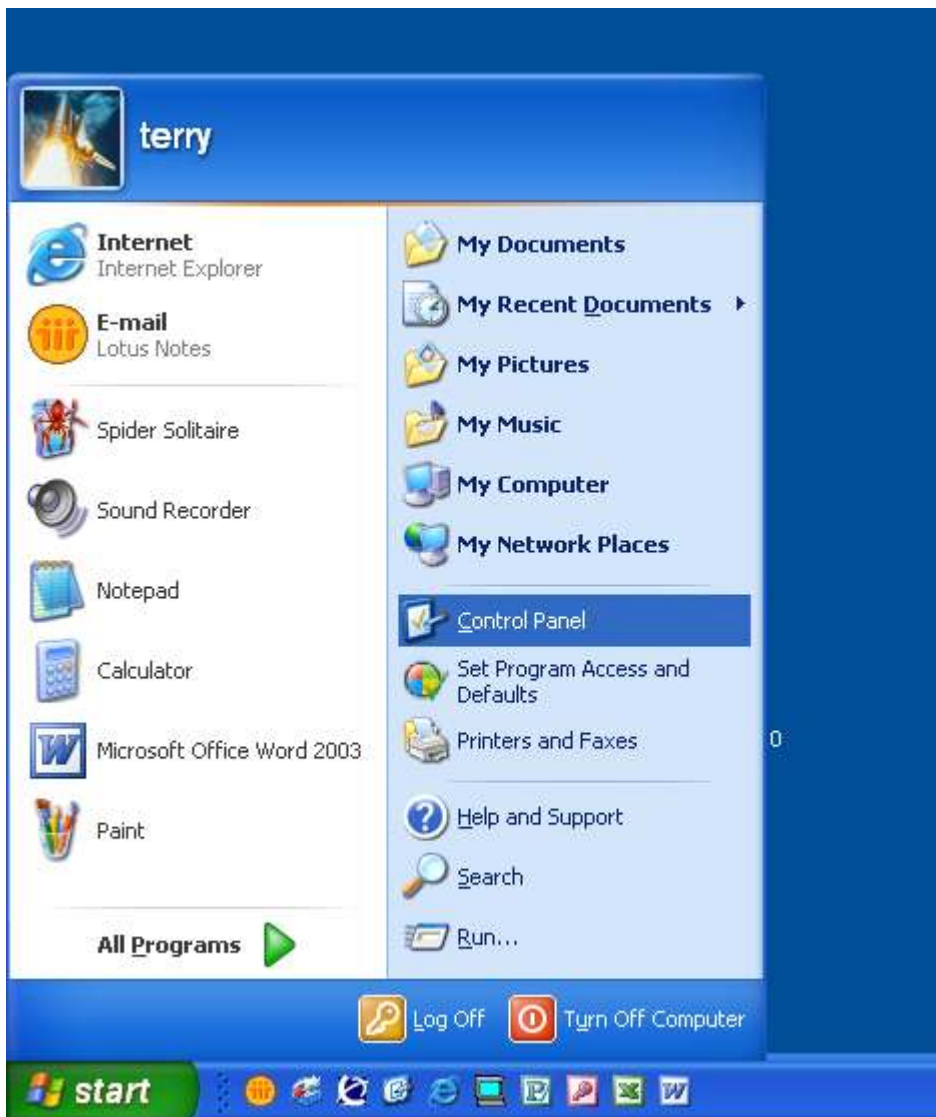 terry
Internet
Internet Explorer
E-mail
Lotus Notes
Spider Solitaire
Sound Recorder
Notepad
Calculator
Microsoft Office Word 2003
Paint
All Programs
My Documents
My Recent Documents
My Pictures
My Music
My Computer
My Network Places
Control Panel
Set Program Access and
Defaults
Printers and Faxes
Help and Support
Search
Run...
0
Log Off
Turn Off Computer
start